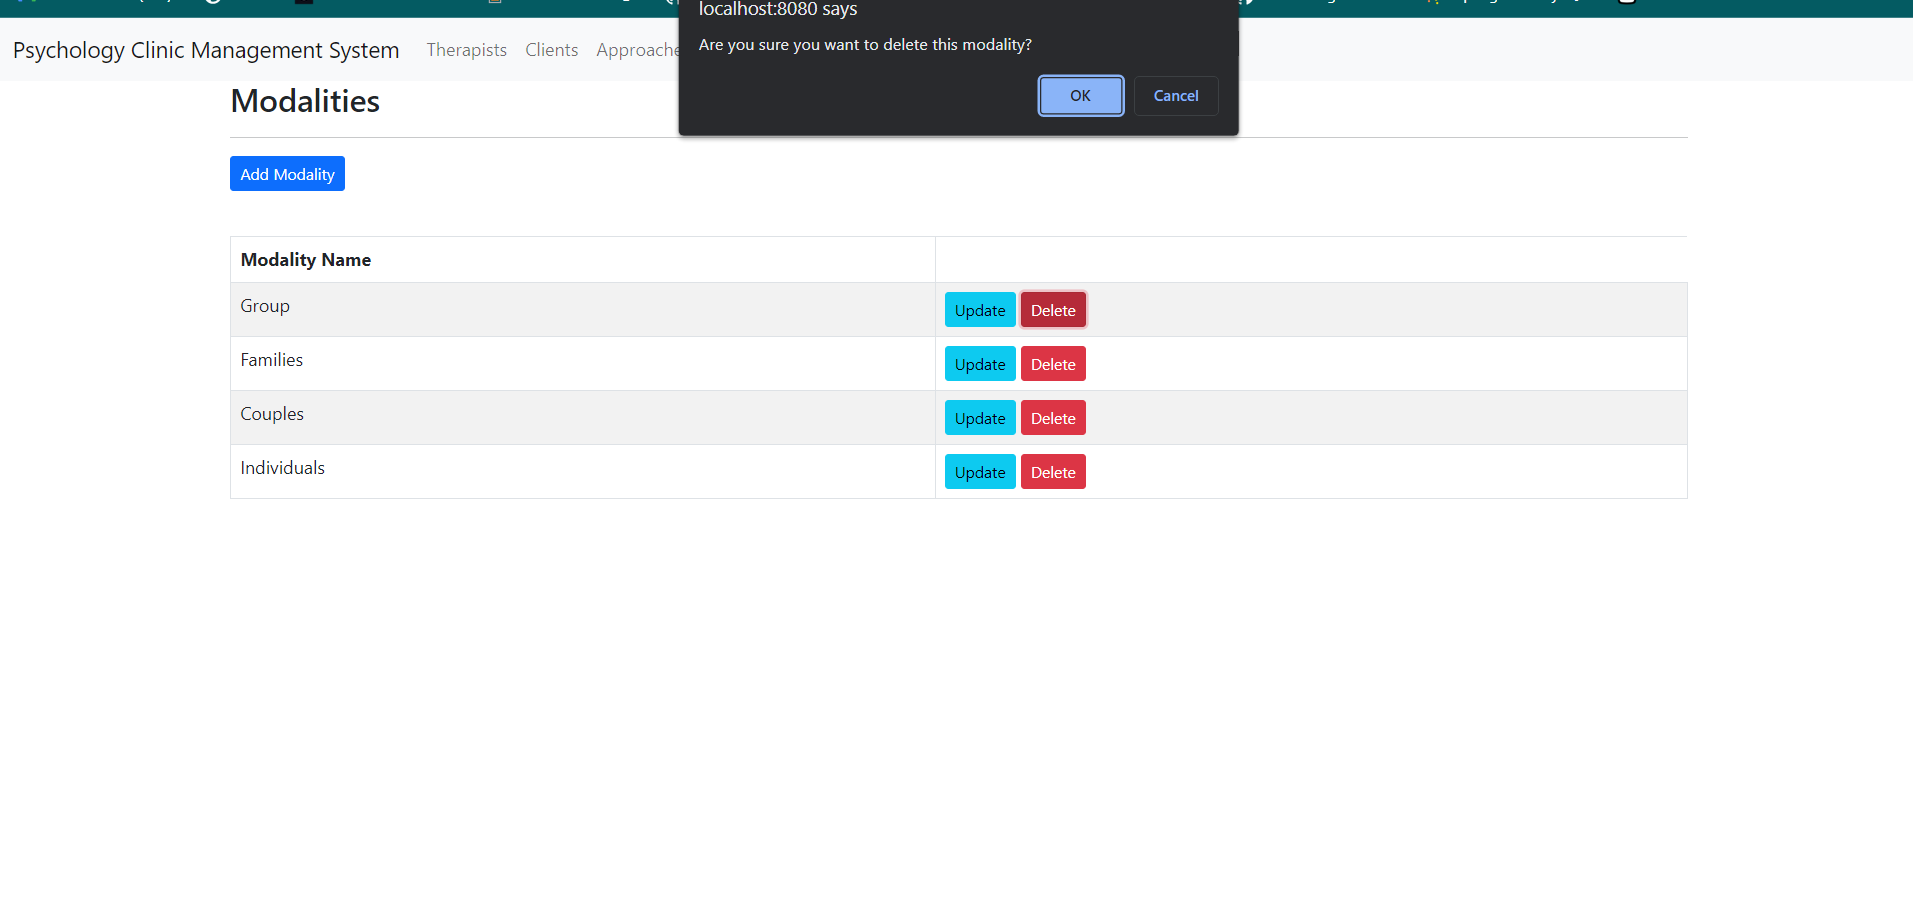 localhost:8080 says
Are you sure you want to delete this modality?
OK Cancel
Psychology Clinic Management System Therapists Clients
Modalities
Add Modality
Modality Name
Group Update Delete
Families Update Delete
Couples Update Delete
Individuals Update Delete